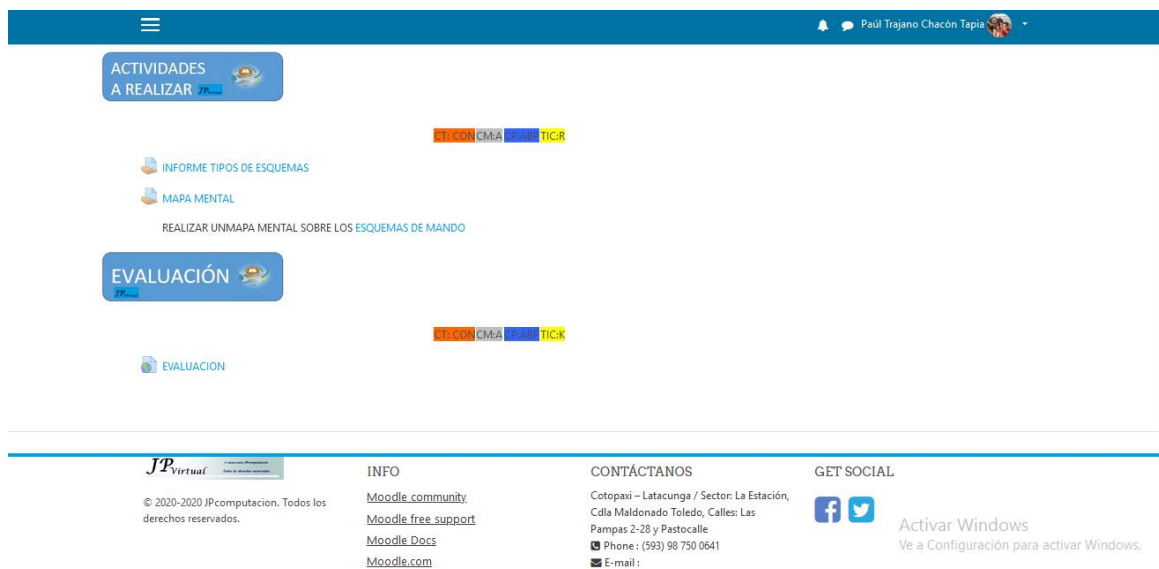 Paúl Trajano Chacón Tapia
ACTIVIDADES
A REALIZAR JP
CT: CON CM:A CP:ABP TIC:R
INFORME TIPOS DE ESQUEMAS
MAPA MENTAL
REALIZAR UNMAPA MENTAL SOBRE LOS ESQUEMAS DE MANDO
EVALUACIÓN
JP
CT: CON CM:A CP:ABP TIC:K
EVALUACION
JPVirtual
© 2020-2020 JPcomputacion. Todos los
derechos reservados.
INFO
Moodle community
Moodle free support
Moodle Docs
Moodle.com
CONTÁCTANOS
Cotopaxi – Latacunga / Sector: La Estación,
Cdla Maldonado Toledo, Calles: Las
Pampas 2-28 y Pastocalle
Phone : (593) 98 750 0641
E-mail :
GET SOCIAL
Activar Windows
Ve a Configuración para activar Windows.